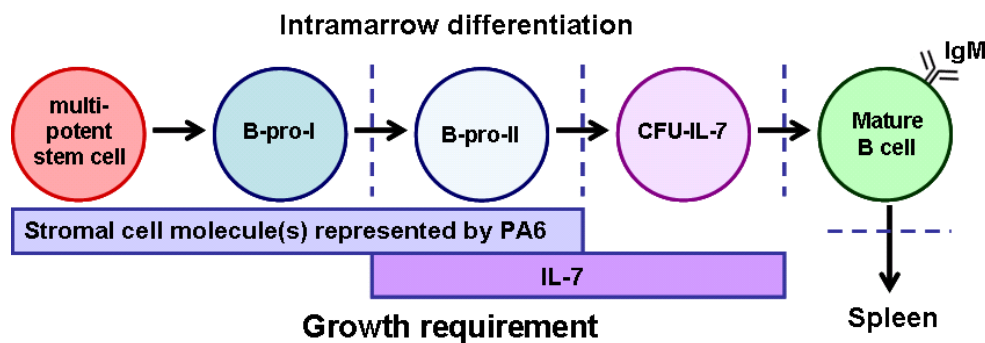 Intramarrow differentiation
IgM
multi-
potent
stem cell
B-pro-I
B-pro-II
CFU-IL-7
Mature
B cell
Stromal cell molecule(s) represented by PA6
IL-7
Growth requirement
Spleen